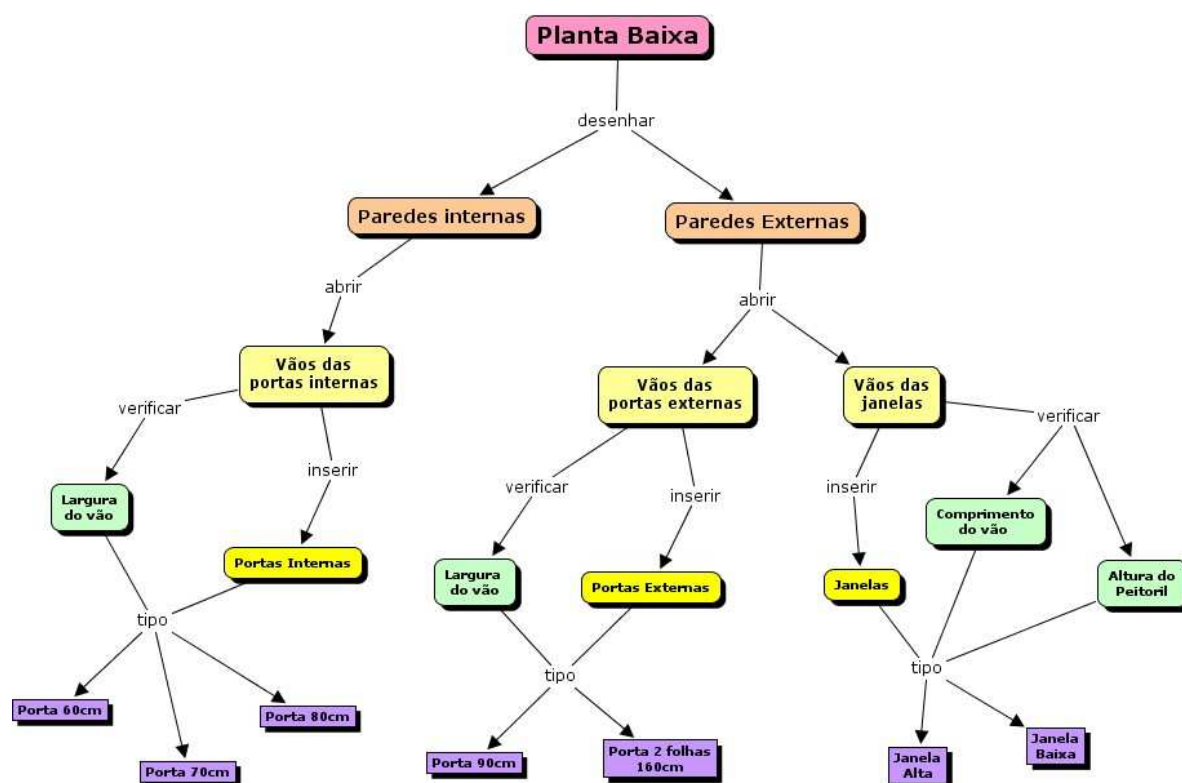 Planta Baixa
desenhar
Paredes internas
Paredes Externas
abrir
abrir
Vãos das
portas internas
Vãos das
portas externas
Vãos das
janelas
verificar
verificar
inserir
verificar
inserir
inserir
Largura
do vão
Comprimento
do vão
Portas Internas
Largura
do vão
Portas Externas
Janelas
Altura do
Peitoril
tipo
tipo
tipo
Porta 60cm
Porta 80cm
Porta 70cm
Porta 90cm
Porta 2 folhas
160cm
Janela
Alta
Janela
Baixa